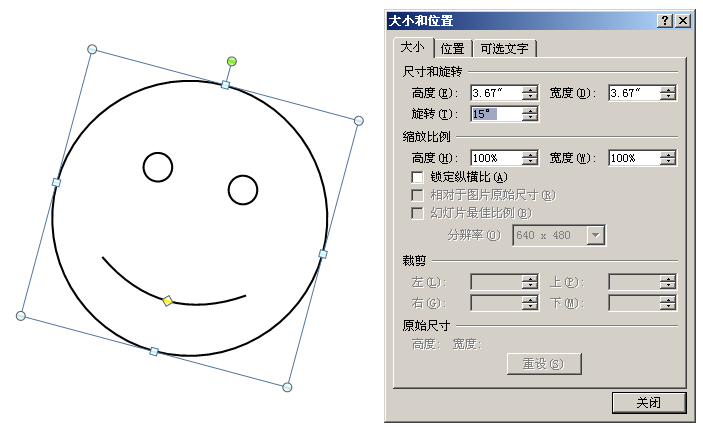 大小和位置
大小 位置 可选文字
尺寸和旋转
高度(E): 3.67" 宽度(D): 3.67"
旋转(T): 15°
缩放比例
高度(H): 100% 宽度(W): 100%
锁定纵横比(A)
相对于图片原始尺寸(R)
幻灯片最佳比例(B)
分辨率(O) 640 x 480
裁剪
左(L): 上(P):
右(G): 下(M):
原始尺寸
高度: 宽度:
重设(S)
关闭